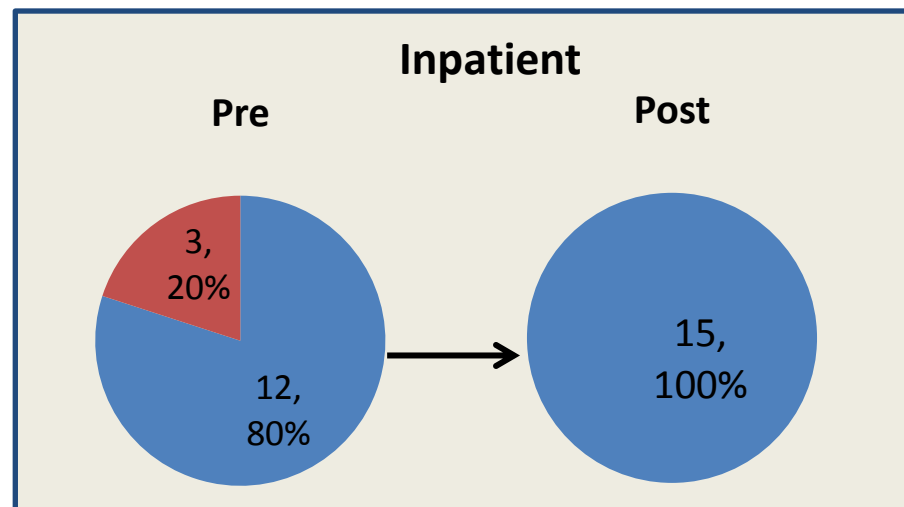 Inpatient
Pre
Post
3,
20%
12,
80%
15,
100%